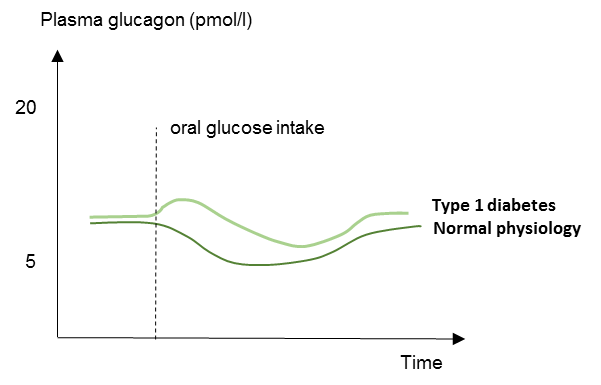 Plasma glucagon (pmol/l)
20
oral glucose intake
Type 1 diabetes
Normal physiology
5
Time